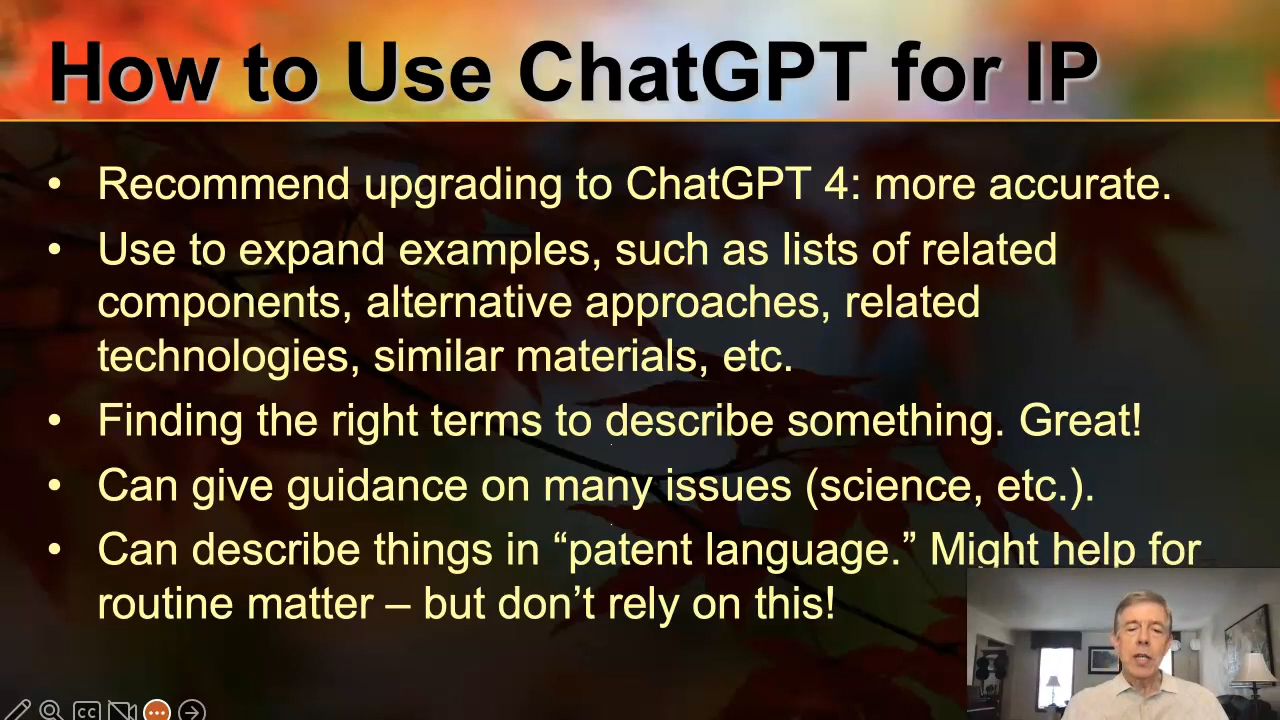 How to Use ChatGPT for IP
• Recommend upgrading to ChatGPT 4: more accurate.
• Use to expand examples, such as lists of related
components, alternative approaches, related
technologies, similar materials, etc.
• Finding the right terms to describe something. Great!
• Can give guidance on many issues (science, etc.).
• Can describe things in “patent language.” Might help for
routine matter – but don’t rely on this!
CC